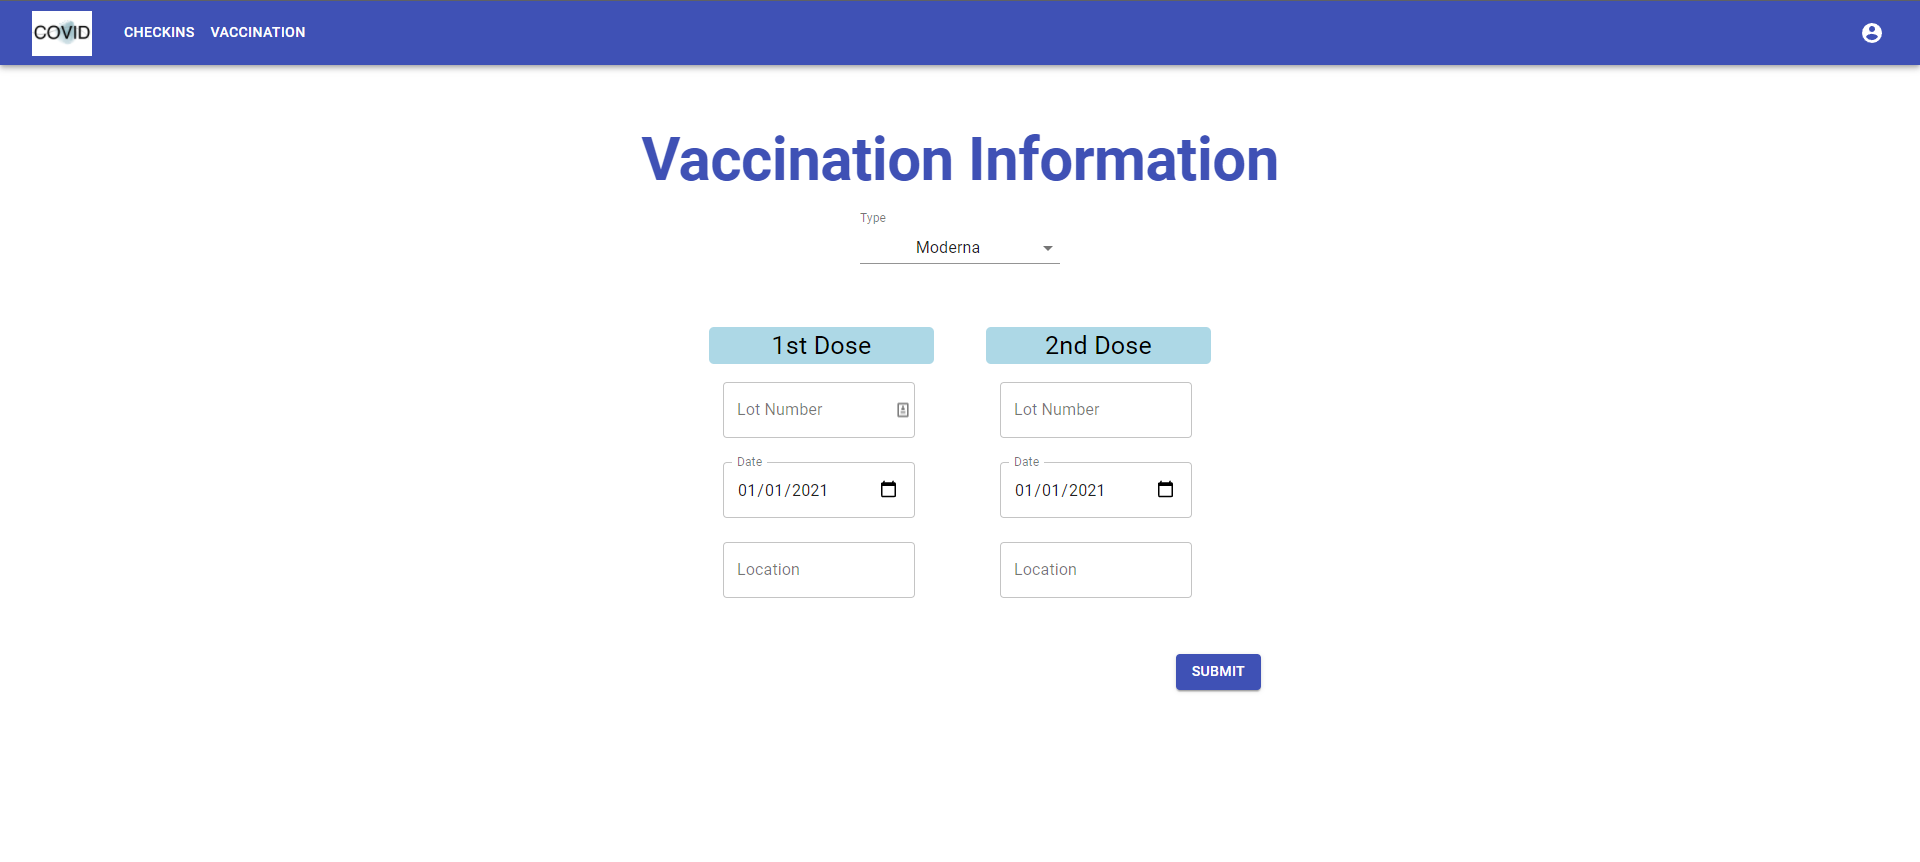 COVID CHECKINS VACCINATION
Vaccination Information
Type
Moderna
1st Dose 2nd Dose
Lot Number Lot Number
Date Date
01/01/2021 01/01/2021
Location Location
SUBMIT